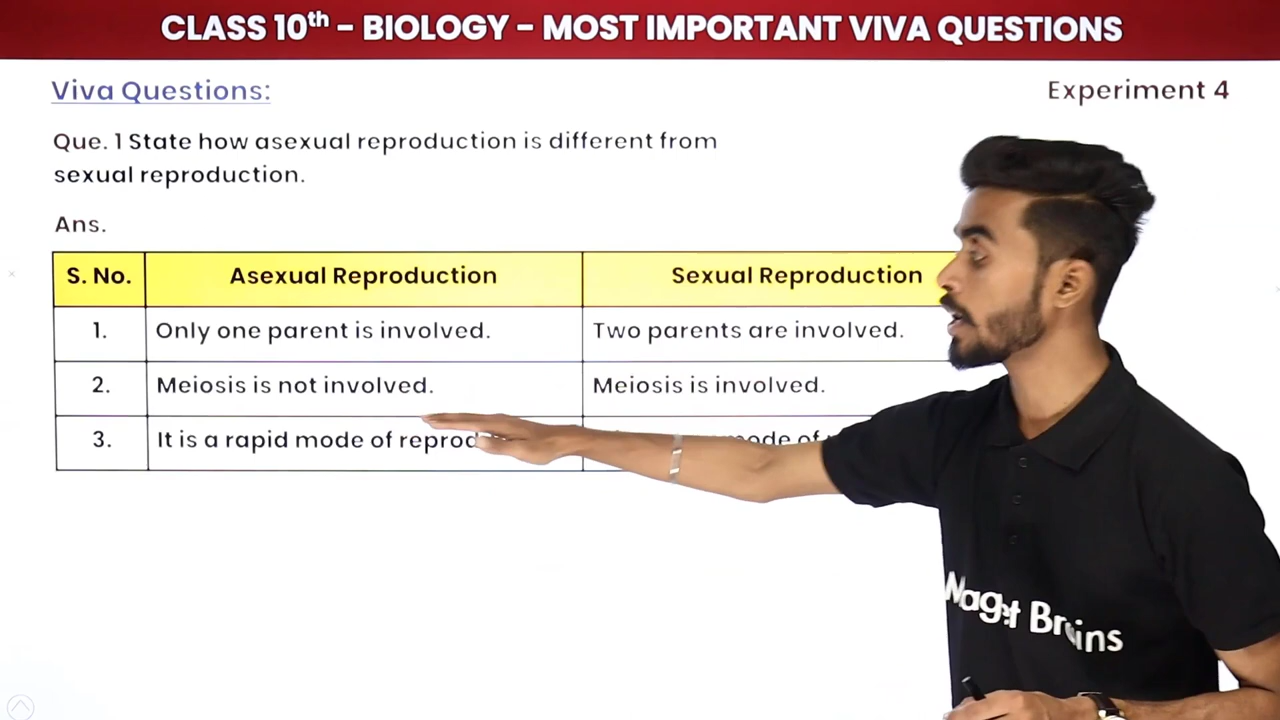 CLASS 10th – BIOLOGY – MOST IMPORTANT VIVA QUESTIONS
Viva Questions:
Experiment 4
Que. 1 State how asexual reproduction is different from
sexual reproduction.
Ans.
S. No. Asexual Reproduction Sexual Reproduction
1. Only one parent is involved. Two parents are involved.
2. Meiosis is not involved. Meiosis is involved.
3. It is a rapid mode of